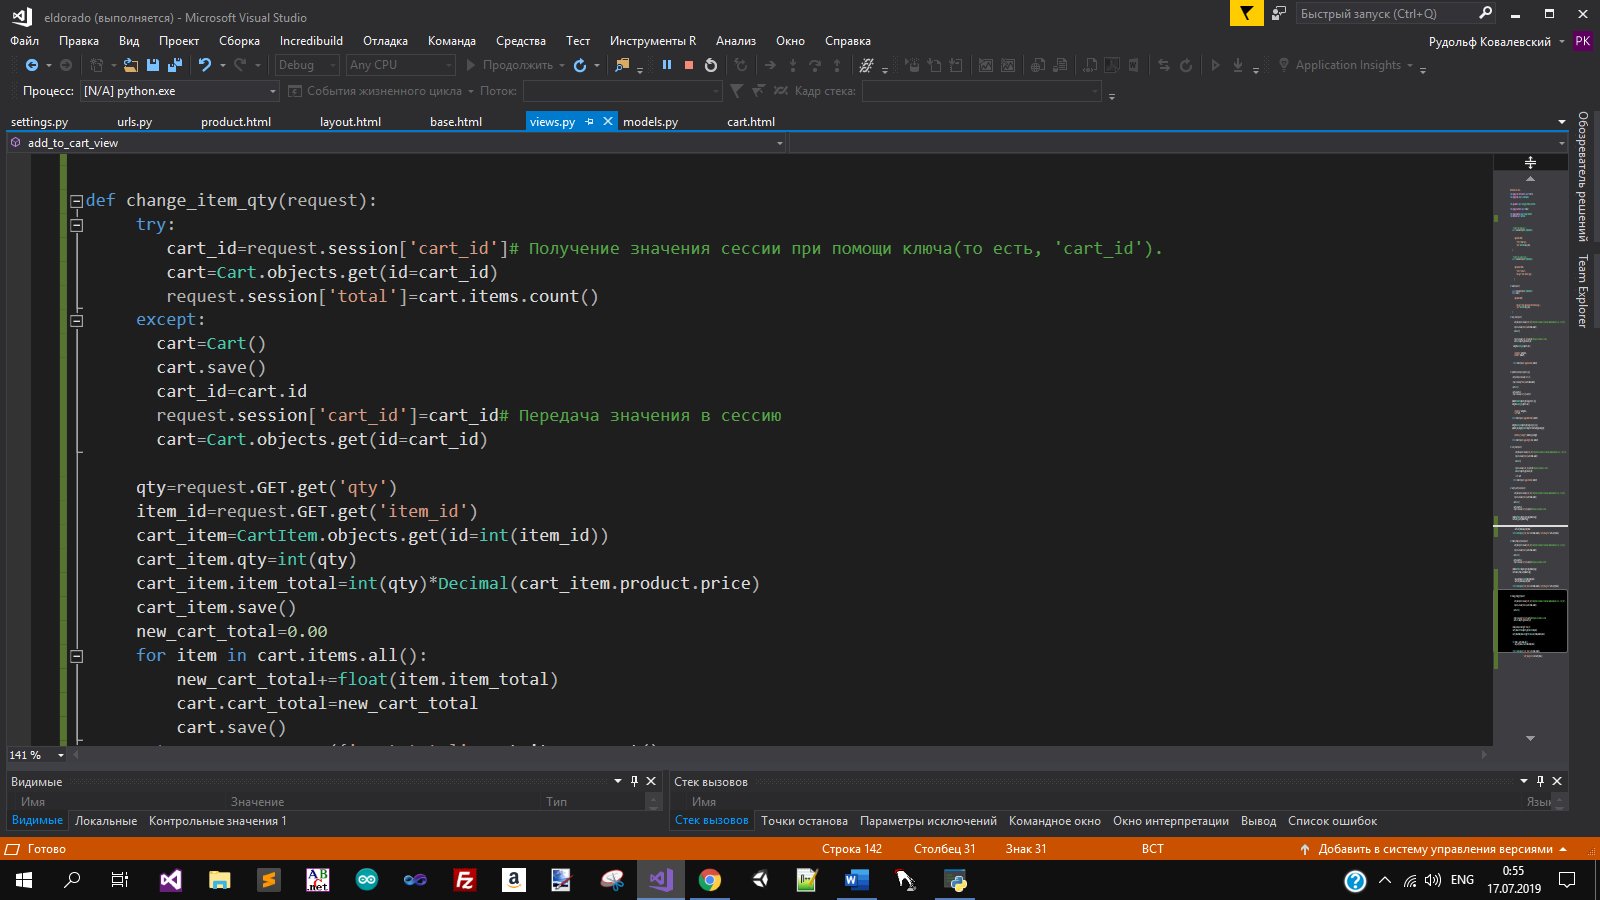 eldorado (выполняется) - Microsoft Visual Studio
Быстрый запуск (Ctrl+Q)
Файл Правка Вид Проект Сборка Incredibuild Отладка Команда Средства Тест Инструменты R Анализ Окно Справка
Рудольф Ковалевский РК
Debug Any CPU Продолжить Application Insights
Процесс: [N/A] python.exe События жизненного цикла Поток: Кадр стека:
settings.py urls.py product.html layout.html base.html views.py models.py cart.html
add_to_cart_view
def change_item_qty(request):
try:
cart_id=request.session['cart_id']# Получение значения сессии при помощи ключа(то есть, 'cart_id').
cart=Cart.objects.get(id=cart_id)
request.session['total']=cart.items.count()
except:
cart=Cart()
cart.save()
cart_id=cart.id
request.session['cart_id']=cart_id# Передача значения в сессию
cart=Cart.objects.get(id=cart_id)
qty=request.GET.get('qty')
item_id=request.GET.get('item_id')
cart_item=CartItem.objects.get(id=int(item_id))
cart_item.qty=int(qty)
cart_item.item_total=int(qty)*Decimal(cart_item.product.price)
cart_item.save()
new_cart_total=0.00
for item in cart.items.all():
new_cart_total+=float(item.item_total)
cart.cart_total=new_cart_total
cart.save()
Обозреватель решений
Team Explorer
141 %
Видимые
Имя Значение Тип
Видимые Локальные Контрольные значения 1
Стек вызовов
Имя Язык
Стек вызовов Точки останова Параметры исключений Командное окно Окно интерпретации Вывод Список ошибок
Готово Строка 142 Столбец 31 Знак 31 ВСТ Добавить в систему управления версиями
AB
.net
ENG
0:55
17.07.2019